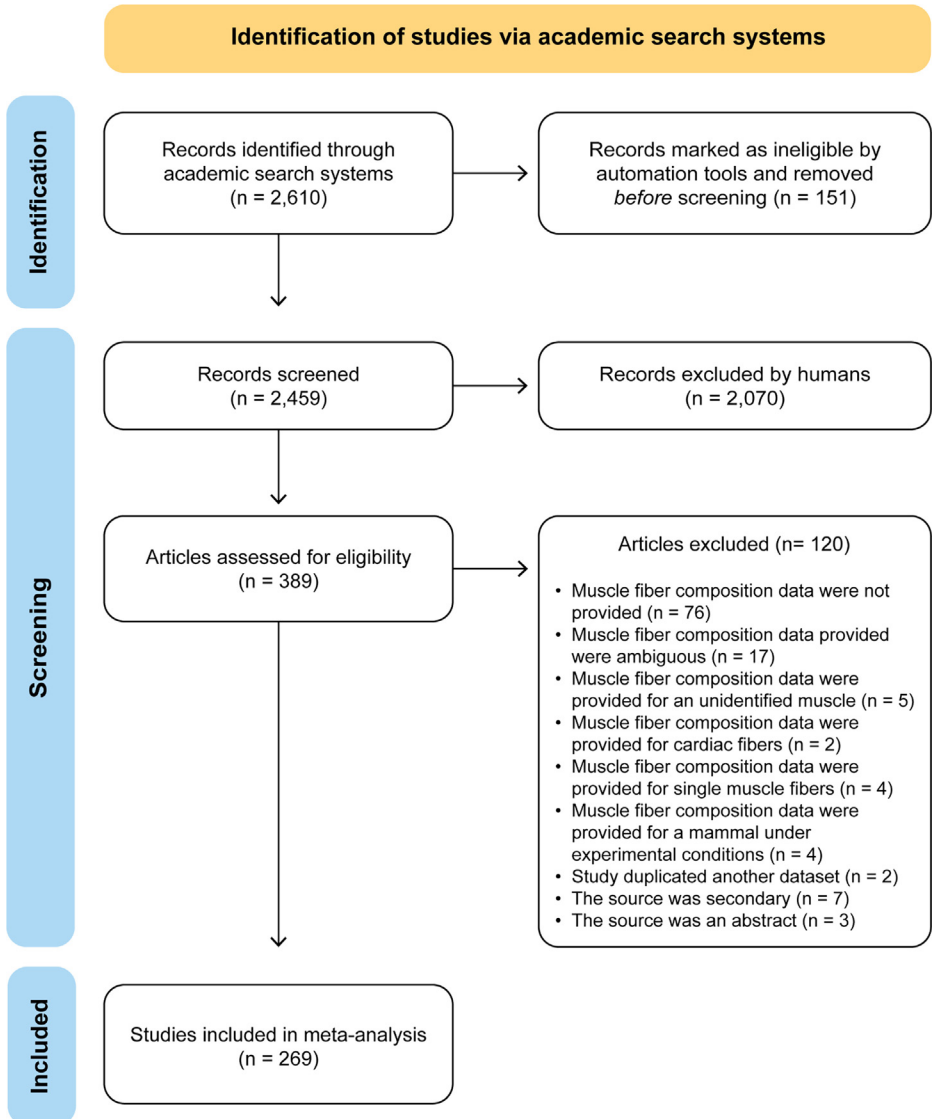 Identification of studies via academic search systems
Identification
Records identified through
academic search systems
(n = 2,610)
Records marked as ineligible by
automation tools and removed
before screening (n = 151)
Screening
Records screened
(n = 2,459)
Records excluded by humans
(n = 2,070)
Articles assessed for eligibility
(n = 389)
Articles excluded (n= 120)
• Muscle fiber composition data were not
provided (n = 76)
• Muscle fiber composition data provided
were ambiguous (n = 17)
• Muscle fiber composition data were
provided for an unidentified muscle (n = 5)
• Muscle fiber composition data were
provided for cardiac fibers (n = 2)
• Muscle fiber composition data were
provided for single muscle fibers (n = 4)
• Muscle fiber composition data were
provided for a mammal under
experimental conditions (n = 4)
• Study duplicated another dataset (n = 2)
• The source was secondary (n = 7)
• The source was an abstract (n = 3)
Included
Studies included in meta-analysis
(n = 269)